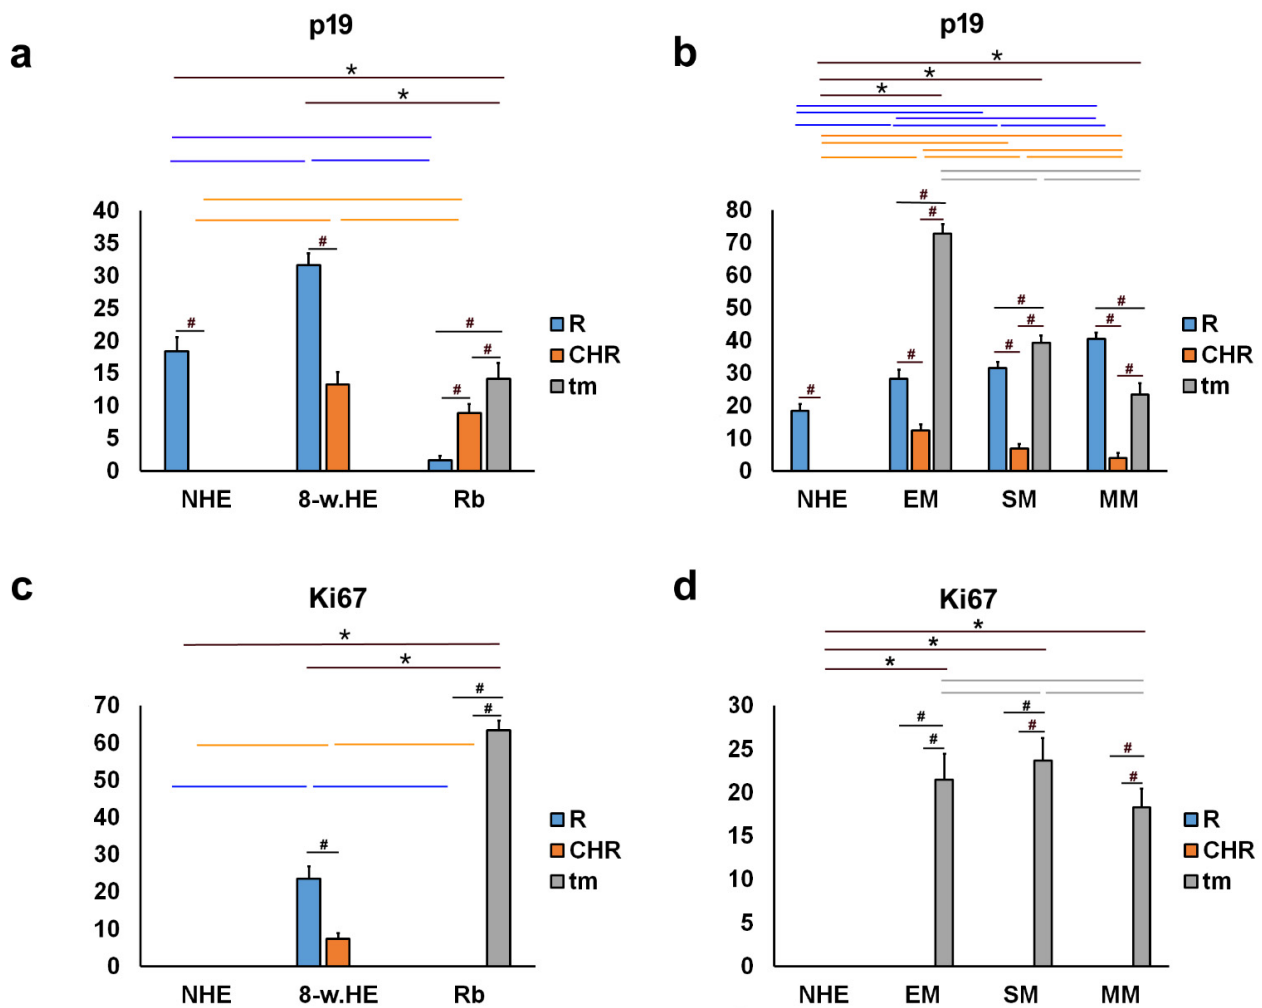 a
p19
*
*
40
35
30
25
20
15
10
5
0
#
#
#
#
#
NHE
8-w.HE
Rb
R
CHR
tm
b
p19
*
*
*
80
70
60
50
40
30
20
10
0
#
#
#
#
#
#
#
#
#
#
NHE
EM
SM
MM
R
CHR
tm
c
Ki67
*
*
70
60
50
40
30
20
10
0
#
#
#
NHE
8-w.HE
Rb
R
CHR
tm
d
Ki67
*
*
*
30
25
20
15
10
5
0
#
#
#
#
#
#
NHE
EM
SM
MM
R
CHR
tm